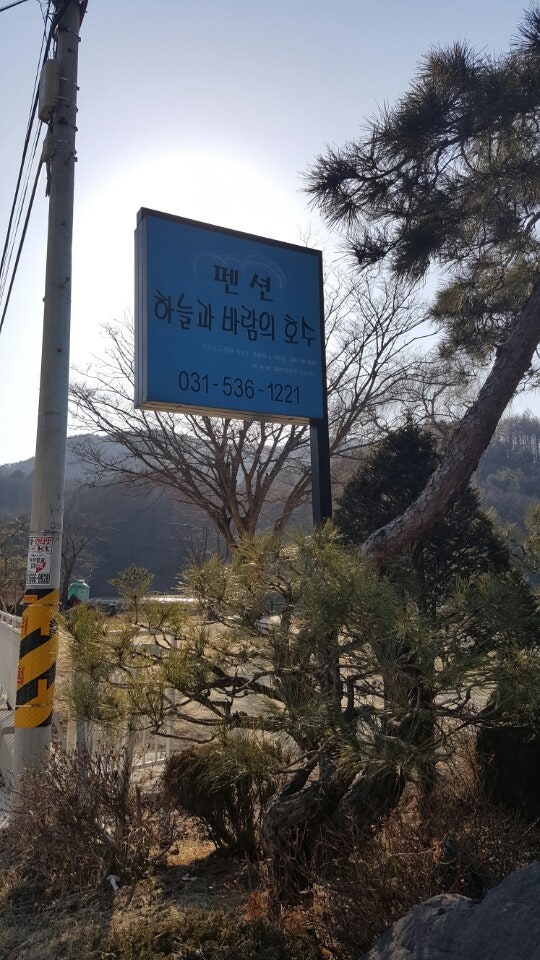 펜션
하늘과 바람의 호수
PENSION SKY AND LAKE OF WIND
031-536-1221
kt